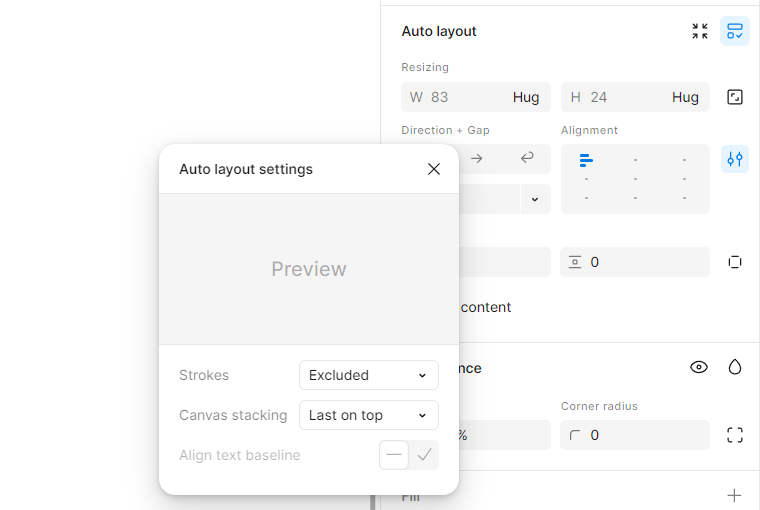 Auto layout
Resizing
W 83 Hug
H 24 Hug
Direction + Gap
Alignment
Auto layout settings
Preview
0
content
nce
Corner radius
%
0
Strokes
Excluded
Canvas stacking
Last on top
Align text baseline
Fill